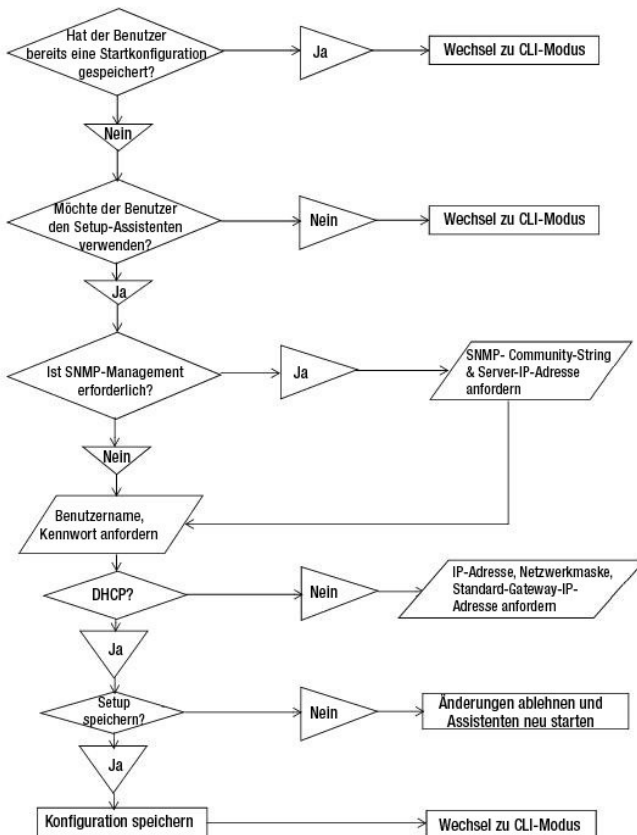 Hat der Benutzer
bereits eine Startkonfiguration
gespeichert?
Ja
Wechsel zu CLI-Modus
Nein
Möchte der Benutzer
den Setup-Assistenten
verwenden?
Nein
Wechsel zu CLI-Modus
Ja
Ist SNMP-Management
erforderlich?
Ja
SNMP- Community-String
& Server-IP-Adresse
anfordern
Nein
Benutzername,
Kennwort anfordern
DHCP?
Nein
IP-Adresse, Netzwerkmaske,
Standard-Gateway-IP-
Adresse anfordern
Ja
Setup
speichern?
Nein
Änderungen ablehnen und
Assistenten neu starten
Ja
Konfiguration speichern
Wechsel zu CLI-Modus